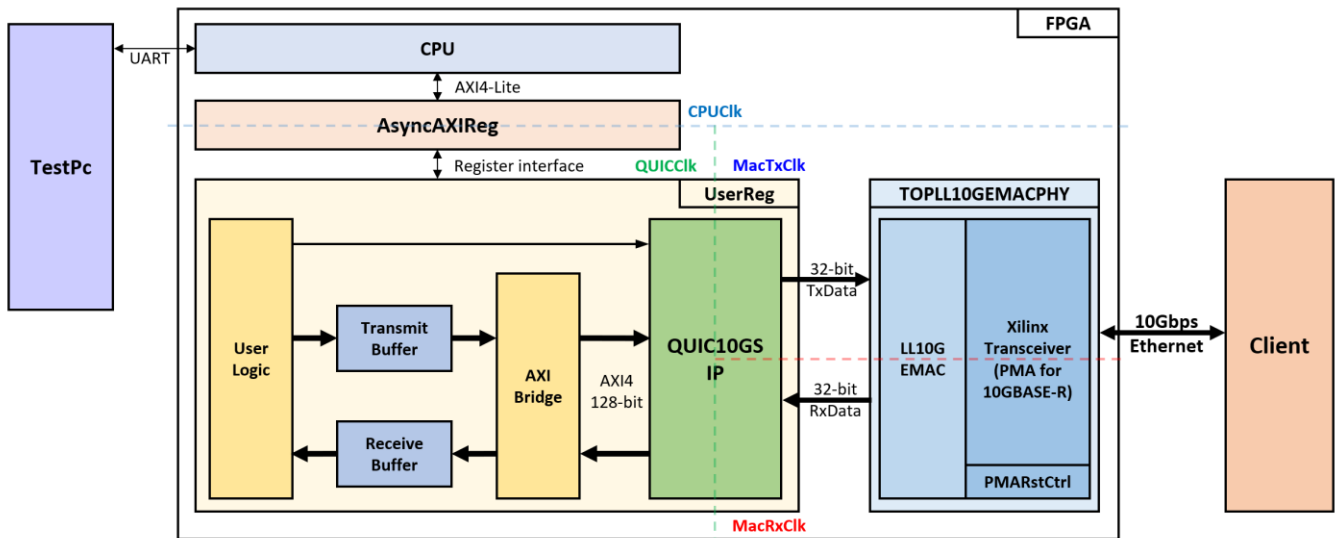 FPGA
TestPc
UART
CPU
AXI4-Lite
AsyncAXIReg
CPUClk
Register interface
QUICClk
MacTxClk
UserReg
TOPLL10GEMACPHY
User
Logic
Transmit
Buffer
Receive
Buffer
AXI
Bridge
AXI4
128-bit
QUIC10GS
IP
32-bit
TxData
32-bit
RxData
LL10G
EMAC
Xilinx
Transceiver
(PMA for
10GBASE-R)
PMARstCtrl
10Gbps
Ethernet
Client
MacRxClk